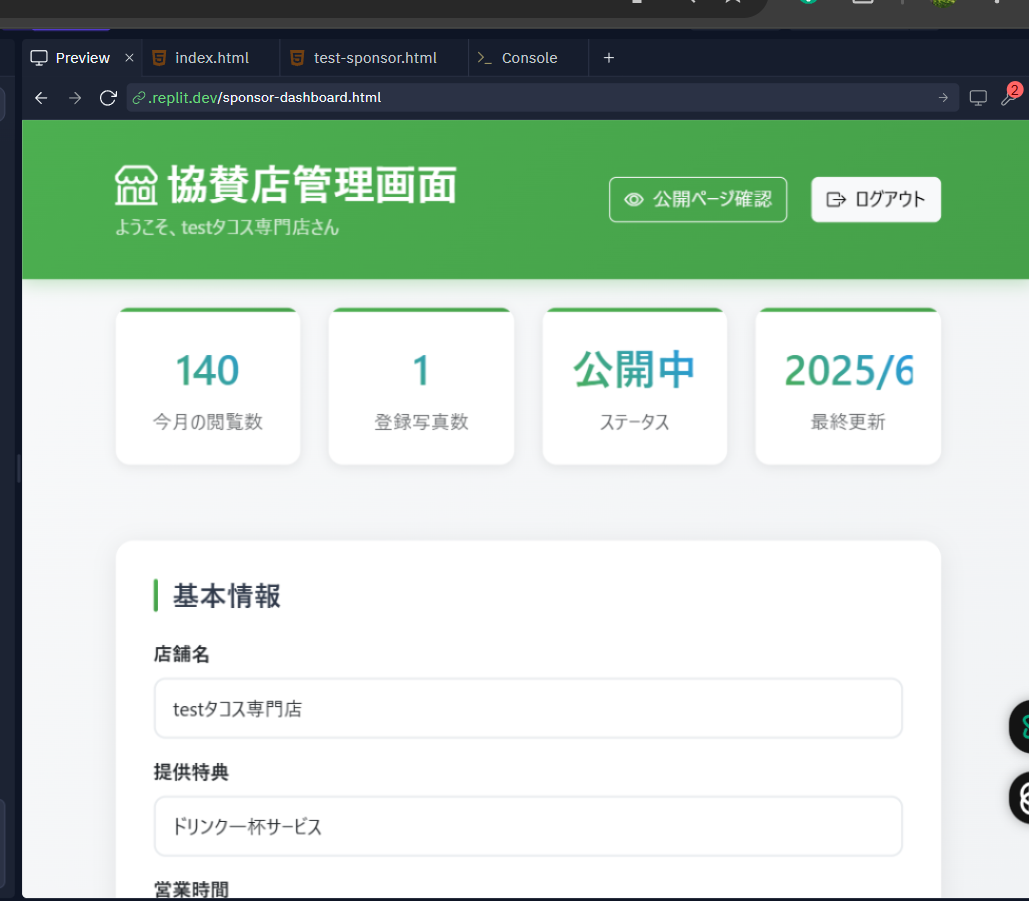 Preview
index.html
test-sponsor.html
Console
.replit.dev/sponsor-dashboard.html
2
協賛店管理画面
ようこそ、testタコス専門店さん
公開ページ確認
ログアウト
140
今月の閲覧数
1
登録写真数
公開中
ステータス
2025/6
最終更新
基本情報
店舗名
testタコス専門店
提供特典
ドリンク一杯サービス
営業時間